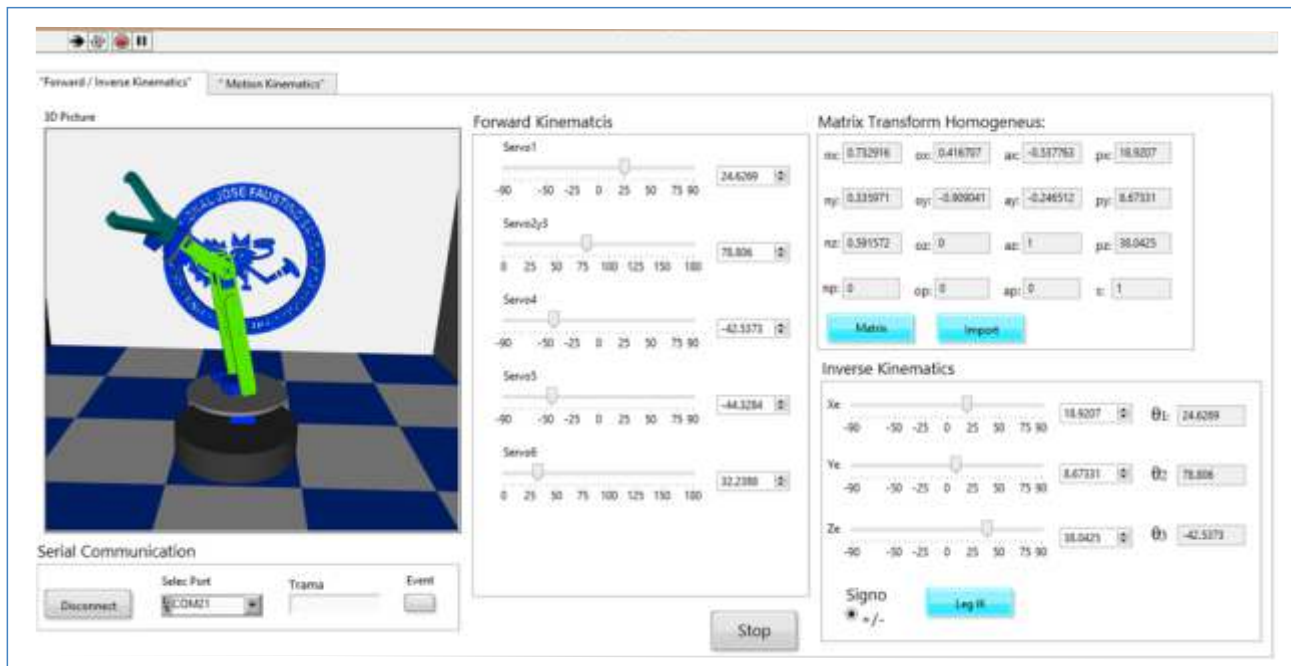 "Forward / Inverse Kinematics" " Motion Kinematics"
3D Picture
NAL JOSE FAUSTINO
Forward Kinematcis
Servo1
24.6269
-90 -50 -25 0 25 50 75 90
Servo2y3
78.806
0 25 50 75 100 125 150 180
Servo4
-42.5373
-90 -50 -25 0 25 50 75 90
Servo5
-44.3284
-90 -50 -25 0 25 50 75 90
Servo6
32.2388
0 25 50 75 100 125 150 180
Matrix Transform Homogeneus:
nx: 0.732916 ox: 0.416707 ax: -0.537763 px: 18.9207
ny: 0.335971 oy: -0.909041 ay: -0.246512 py: 8.67331
nz: 0.591572 oz: 0 az: 1 pz: 38.0425
np: 0 op: 0 ap: 0 s: 1
Matrix Import
Inverse Kinematics
Xe
18.9207 θ1: 24.6269
-90 -50 -25 0 25 50 75 90
Ye
8.67331 θ2 78.806
-90 -50 -25 0 25 50 75 90
Ze
38.0425 θ3 -42.5373
-90 -50 -25 0 25 50 75 90
Signo
+/-
Serial Communication
Selec Port Trama Event
Disconnect COM21
Stop